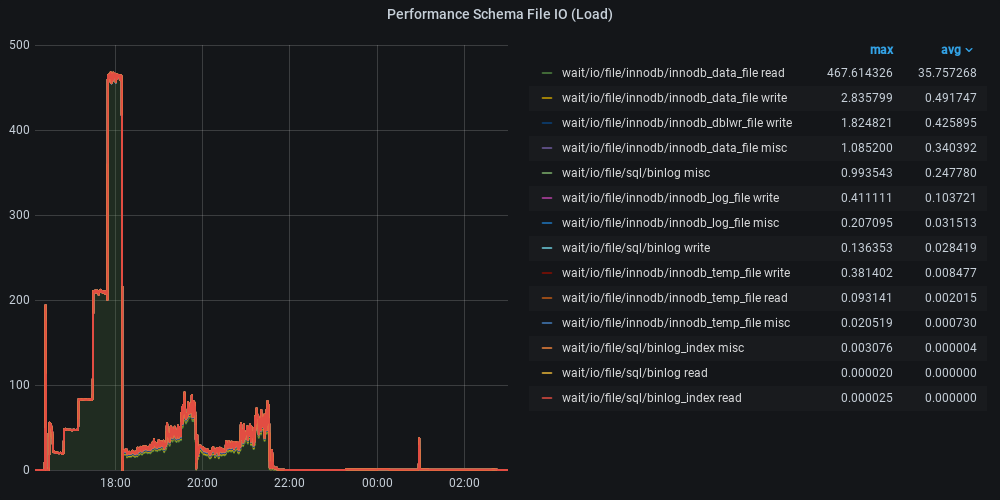 Performance Schema File IO (Load)
500
400
300
200
100
0
18:00 20:00 22:00 00:00 02:00
max avg
wait/io/file/innodb/innodb_data_file read 467.614326 35.757268
wait/io/file/innodb/innodb_data_file write 2.835799 0.491747
wait/io/file/innodb/innodb_dblwr_file write 1.824821 0.425895
wait/io/file/innodb/innodb_data_file misc 1.085200 0.340392
wait/io/file/sql/binlog misc 0.993543 0.247780
wait/io/file/innodb/innodb_log_file write 0.411111 0.103721
wait/io/file/innodb/innodb_log_file misc 0.207095 0.031513
wait/io/file/sql/binlog write 0.136353 0.028419
wait/io/file/innodb/innodb_temp_file write 0.381402 0.008477
wait/io/file/innodb/innodb_temp_file read 0.093141 0.002015
wait/io/file/innodb/innodb_temp_file misc 0.020519 0.000730
wait/io/file/sql/binlog_index misc 0.003076 0.000004
wait/io/file/sql/binlog read 0.000020 0.000000
wait/io/file/sql/binlog_index read 0.000025 0.000000